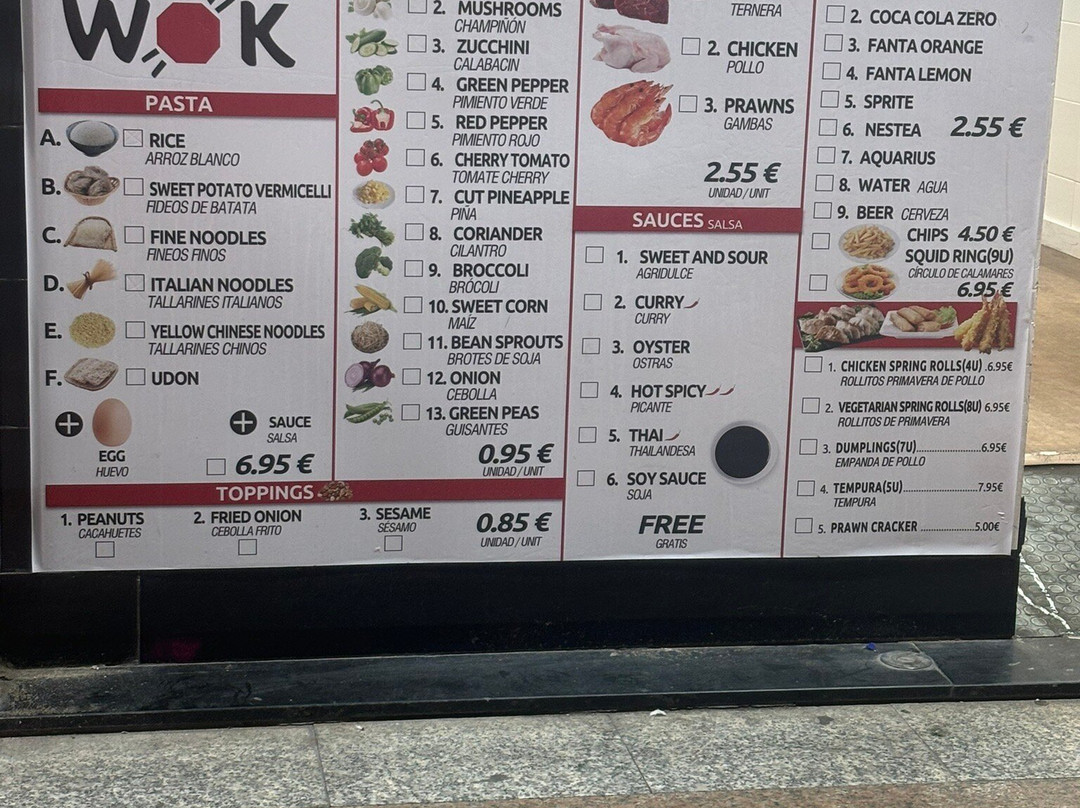 WOK
PASTA
A. RICE
ARROZ BLANCO
B. SWEET POTATO VERMICELLI
FIDEOS DE BATATA
C. FINE NOODLES
FINEOS FINOS
D. ITALIAN NOODLES
TALLARINES ITALIANOS
E. YELLOW CHINESE NOODLES
TALLARINES CHINOS
F. UDON
+ EGG
HUEVO
+ SAUCE
SALSA
6.95 €
2. MUSHROOMS
CHAMPIÑÓN
3. ZUCCHINI
CALABACIN
4. GREEN PEPPER
PIMIENTO VERDE
5. RED PEPPER
PIMIENTO ROJO
6. CHERRY TOMATO
TOMATE CHERRY
7. CUT PINEAPPLE
PIÑA
8. CORIANDER
CILANTRO
9. BROCCOLI
BRÓCOLI
10. SWEET CORN
MAÍZ
11. BEAN SPROUTS
BROTES DE SOJA
12. ONION
CEBOLLA
13. GREEN PEAS
GUISANTES
0.95 €
UNIDAD / UNIT
TOPPINGS
1. PEANUTS
CACAHUETES
2. FRIED ONION
CEBOLLA FRITO
3. SESAME
SÉSAMO
0.85 €
UNIDAD / UNIT
TERNERA
2. CHICKEN
POLLO
3. PRAWNS
GAMBAS
2.55 €
UNIDAD / UNIT
SAUCES SALSA
1. SWEET AND SOUR
AGRIDULCE
2. CURRY
CURRY
3. OYSTER
OSTRAS
4. HOT SPICY
PICANTE
5. THAI
THAILANDESA
6. SOY SAUCE
SOJA
FREE
GRATIS
2. COCA COLA ZERO
3. FANTA ORANGE
4. FANTA LEMON
5. SPRITE
6. NESTEA 2.55 €
7. AQUARIUS
8. WATER AGUA
9. BEER CERVEZA
CHIPS 4.50 €
SQUID RING(9U)
CÍRCULO DE CALAMARES
6.95 €
1. CHICKEN SPRING ROLLS(4U) .6.95€
ROLLITOS PRIMAVERA DE POLLO
2. VEGETARIAN SPRING ROLLS(8U) 6.95€
ROLLITOS DE PRIMAVERA
3. DUMPLINGS(7U)....................6.95€
EMPANDA DE POLLO
4. TEMPURA(5U).......................7.95€
TEMPURA
5. PRAWN CRACKER ................5.00€